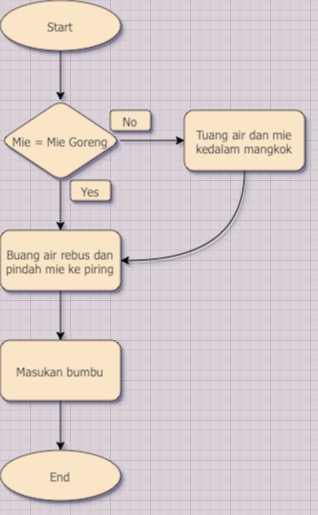 Start
Mie = Mie Goreng
No
Tuang air dan mie
kedalam mangkok
Yes
Buang air rebus dan
pindah mie ke piring
Masukan bumbu
End